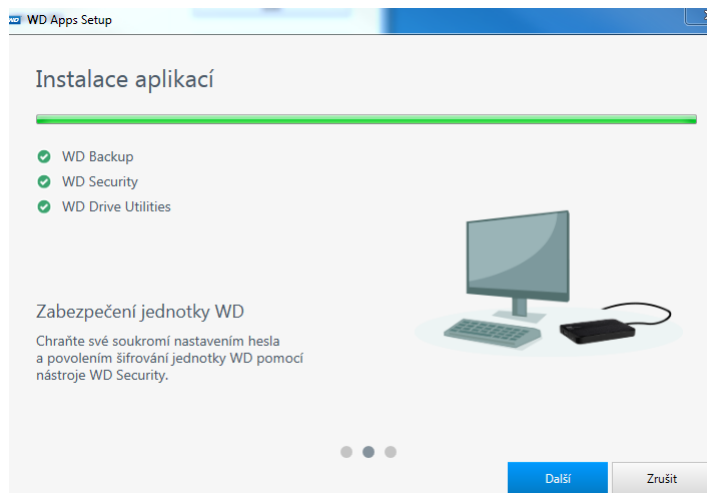 WD Apps Setup
Instalace aplikací
WD Backup
WD Security
WD Drive Utilities
Zabezpečení jednotky WD
Chraňte své soukromí nastavením hesla
a povolením šifrování jednotky WD pomocí
nástroje WD Security.
Další
Zrušit